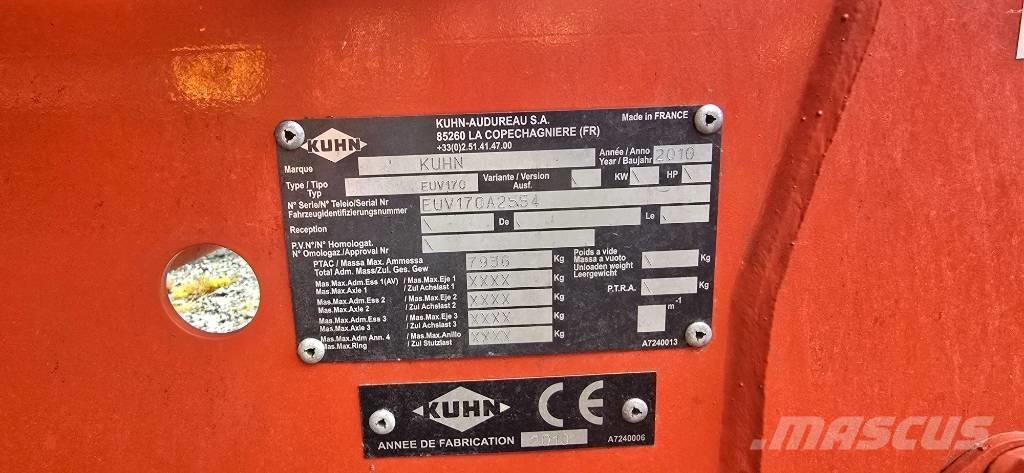 KUHN
KUHN-AUDUREAU S.A.
85260 LA COPECHAGNIERE (FR)
+33(0)2.51.41.47.00
Made in FRANCE
Marque KUHN Année / Anno 2010
Year / Baujahr
Type / Tipo EUV170 Variante / Version \ KW \ HP \
Typ Ausf.
N° Serie/N° Teleio/Serial Nr EUV170A2554
Fahrzeugidentifizierungsnummer
Reception \ De \ Le \
P.V.N°/N° Homologat. \
N° Omologaz./Approval Nr
PTAC / Massa Max. Ammessa 7936 Kg
Total Adm. Mass/Zul. Ges. Gew
Mas.Max.Adm.Ess 1(AV) / Mas.Max.Eje 1 XXXX Kg
Mas.Max.Axle 1 / Zul Achslast 1
Mas.Max.Adm.Ess 2 / Mas.Max.Eje 2 XXXX Kg
Mas.Max.Axle 2 / Zul Achslast 2
Mas.Max.Adm.Ess 3 / Mas.Max.Eje 3 XXXX Kg
Mas.Max.Axle 3 / Zul Achslast 3
Mas.Max.Adm Ann. 4 / Mas.Max.Anillo XXXX Kg
Mas.Max.Ring / Zul Stutzlast
Poids a vide
Massa a vuoto \ Kg
Unloaden weight
Leergewicht
P.T.R.A. \ Kg
\ m-1
A7240013
KUHN CE
ANNEE DE FABRICATION 2010 A7240006
MASCUS